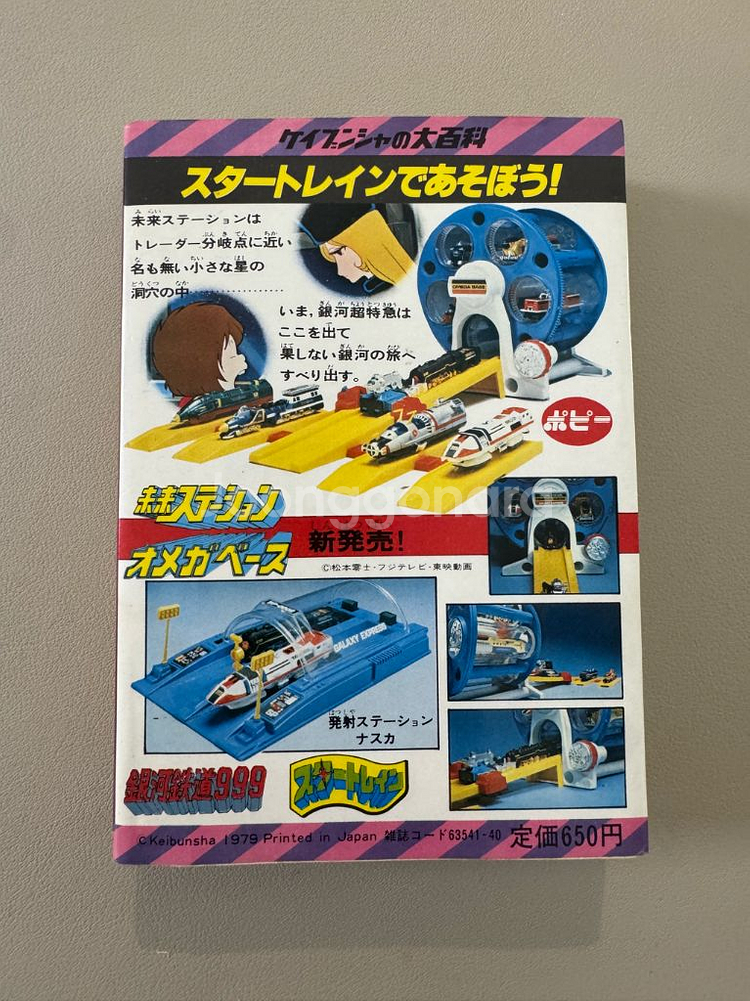 ケイブンシャの大百科
スタートレインであそぼう!
未来ステーションは
トレーダー分岐点に近い
名も無い小さな星の
洞穴の中……………
いま,銀河超特急は
ここを出て
果しない銀河の旅へ
すべり出す。
OMEGA BASE
ポピー
未来ステーション
オメガベース
新発売!
©松本零士・フジテレビ・東映動画
GALAXY EXPRESS
発射ステーション
ナスカ
銀河鉄道999
スタートレイン
©Keibunsha 1979 Printed in Japan 雑誌コード63541-40 定価650円